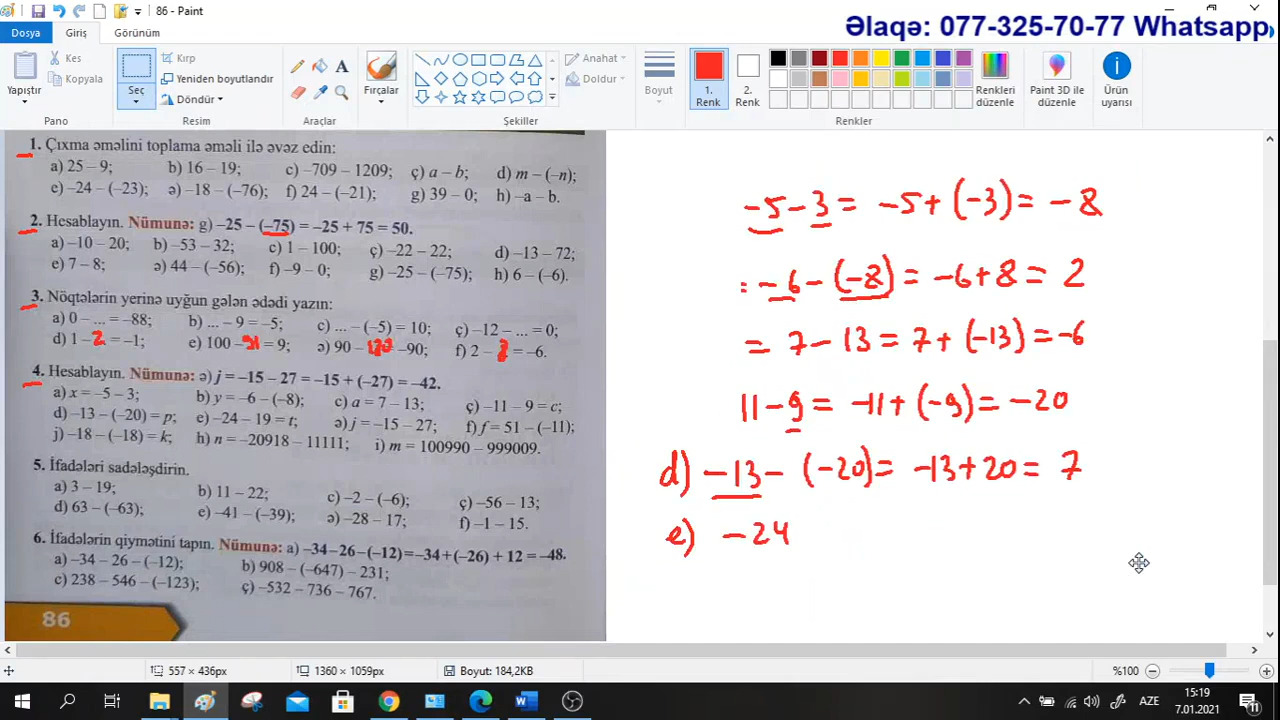 86 - Paint
Əlaqə: 077-325-70-77 Whatsapp
Dosya Giriş Görünüm
Yapıştır Kes Kopyala Pano
Seç Kırp Yeniden boyutlandır Döndür Resim
A Araçlar
Fırçalar
Şekiller
Anahat Doldur
Boyut
1. Renk 2. Renk
Renkleri düzenle
Renkler
Paint 3D ile düzenle
Ürün uyarısı
1. Çıxma əməlini toplama əməli ilə əvəz edin:
a) 25 – 9; b) 16 – 19; c) –709 – 1209; ç) a – b; d) m – (–n);
e) –24 – (–23); ə) –18 – (–76); f) 24 – (–21); g) 39 – 0; h) –a – b.
2. Hesablayın. Nümunə: g) –25 – (–75) = –25 + 75 = 50.
a) –10 – 20; b) –53 – 32; c) 1 – 100; ç) –22 – 22; d) –13 – 72;
e) 7 – 8; ə) 44 – (–56); f) –9 – 0; g) –25 – (–75); h) 6 – (–6).
3. Nöqtələrin yerinə uyğun gələn ədədi yazın:
a) 0 – ... = –88; b) ... – 9 = –5; c) ... – (–5) = 10; ç) –12 – ... = 0;
d) 1 – 2 = –1; e) 100 – 91 = 9; ə) 90 – = –90; f) 2 – = –6.
4. Hesablayın. Nümunə: ə) j = –15 – 27 = –15 + (–27) = –42.
a) x = –5 – 3; b) y = –6 – (–8); c) a = 7 – 13; ç) –11 – 9 = c;
d) –13 – (–20) = p; e) –24 – 19 = t; ə) j = –15 – 27; f) f = 51 – (–11);
j) –18 – (–18) = k; h) n = –20918 – 11111; i) m = 100990 – 999009.
5. İfadələri sadələşdirin.
a) 3 – 19; b) 11 – 22; c) –2 – (–6); ç) –56 – 13;
d) 63 – (–63); e) –41 – (–39); ə) –28 – 17; f) –1 – 15.
6. İfadələrin qiymətini tapın. Nümunə: a) –34 – 26 – (–12) = –34 + (–26) + 12 = –48.
a) –34 – 26 – (–12); b) 908 – (–647) – 231;
c) 238 – 546 – (–123); ç) –532 – 736 – 767.
86
-5-3 = -5+(-3) = -8
= -6-(-8) = -6+8 = 2
= 7-13 = 7+(-13) = -6
11-9 = -11+(-9) = -20
d) -13-(-20) = -13+20 = 7
e) -24
557 × 436px 1360 × 1059px Boyut: 184,2KB %100
AZE 15:19
7.01.2021
11